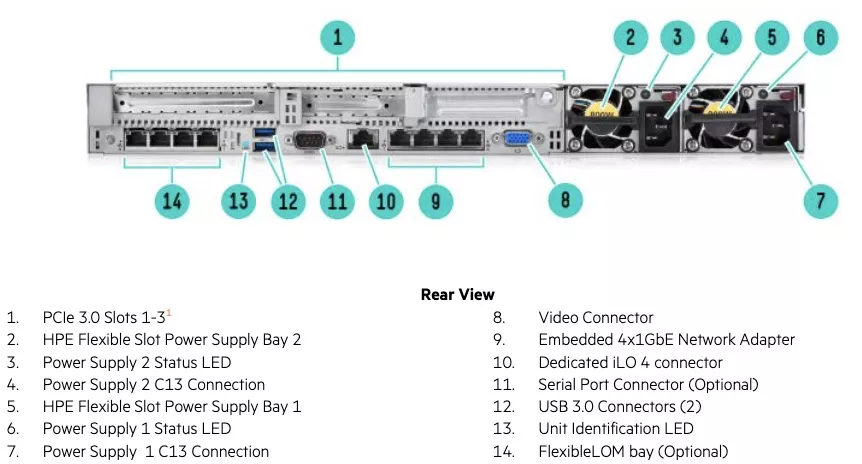 1
2
3
4
5
6
800W
14
13
12
11
10
9
8
7
Rear View
1. PCIe 3.0 Slots 1-3¹
2. HPE Flexible Slot Power Supply Bay 2
3. Power Supply 2 Status LED
4. Power Supply 2 C13 Connection
5. HPE Flexible Slot Power Supply Bay 1
6. Power Supply 1 Status LED
7. Power Supply 1 C13 Connection
8. Video Connector
9. Embedded 4x1GbE Network Adapter
10. Dedicated iLO 4 connector
11. Serial Port Connector (Optional)
12. USB 3.0 Connectors (2)
13. Unit Identification LED
14. FlexibleLOM bay (Optional)